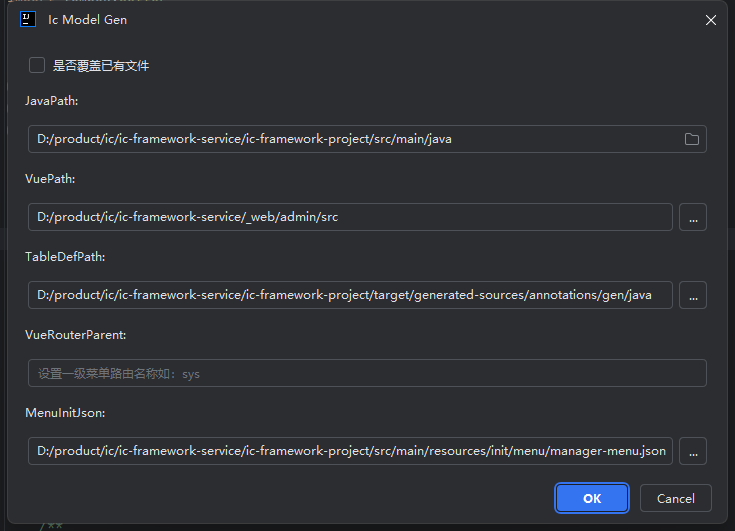 IJ
Ic Model Gen
是否覆盖已有文件
JavaPath:
D:/product/ic/ic-framework-service/ic-framework-project/src/main/java
VuePath:
D:/product/ic/ic-framework-service/_web/admin/src
...
TableDefPath:
D:/product/ic/ic-framework-service/ic-framework-project/target/generated-sources/annotations/gen/java
...
VueRouterParent:
设置一级菜单路由名称如：sys
MenuInitJson:
D:/product/ic/ic-framework-service/ic-framework-project/src/main/resources/init/menu/manager-menu.json
...
OK
Cancel
/**